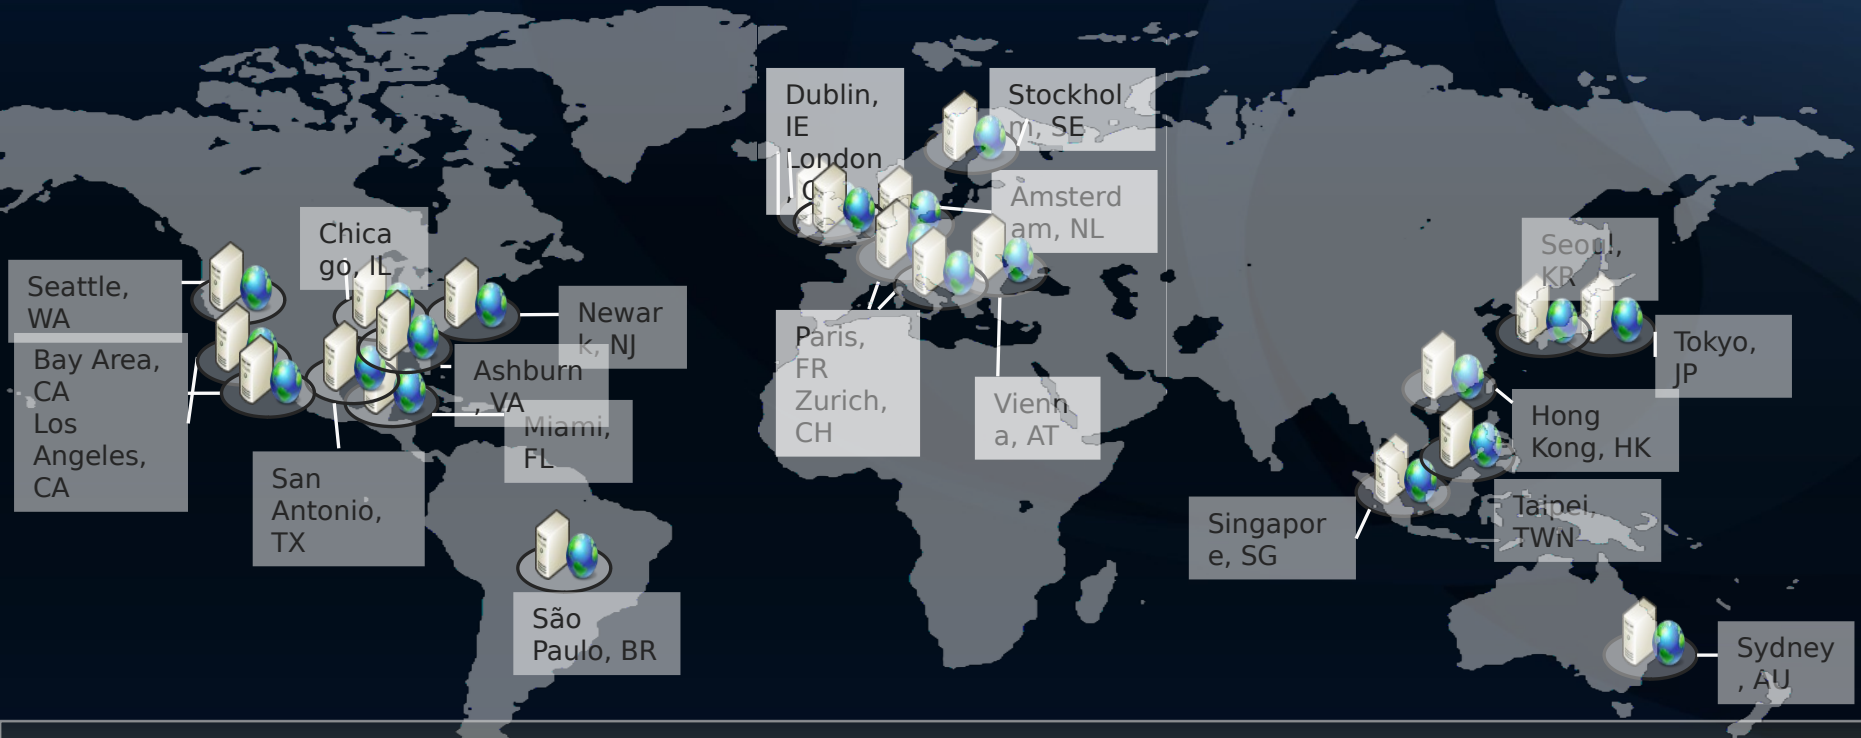 Dublin,
IE
London
Stockhol
m, SE
Amsterd
am, NL
Chica
go, IL
Seoul,
KR
Seattle,
WA
Newar
k, NJ
Bay Area,
CA
Los
Angeles,
CA
Ashburn
, VA
Miami,
FL
San
Antonio,
TX
Paris,
FR
Zurich,
CH
Vienn
a, AT
Tokyo,
JP
Hong
Kong, HK
Singapor
e, SG
Taipei,
TWN
São
Paulo, BR
Sydney
, AU